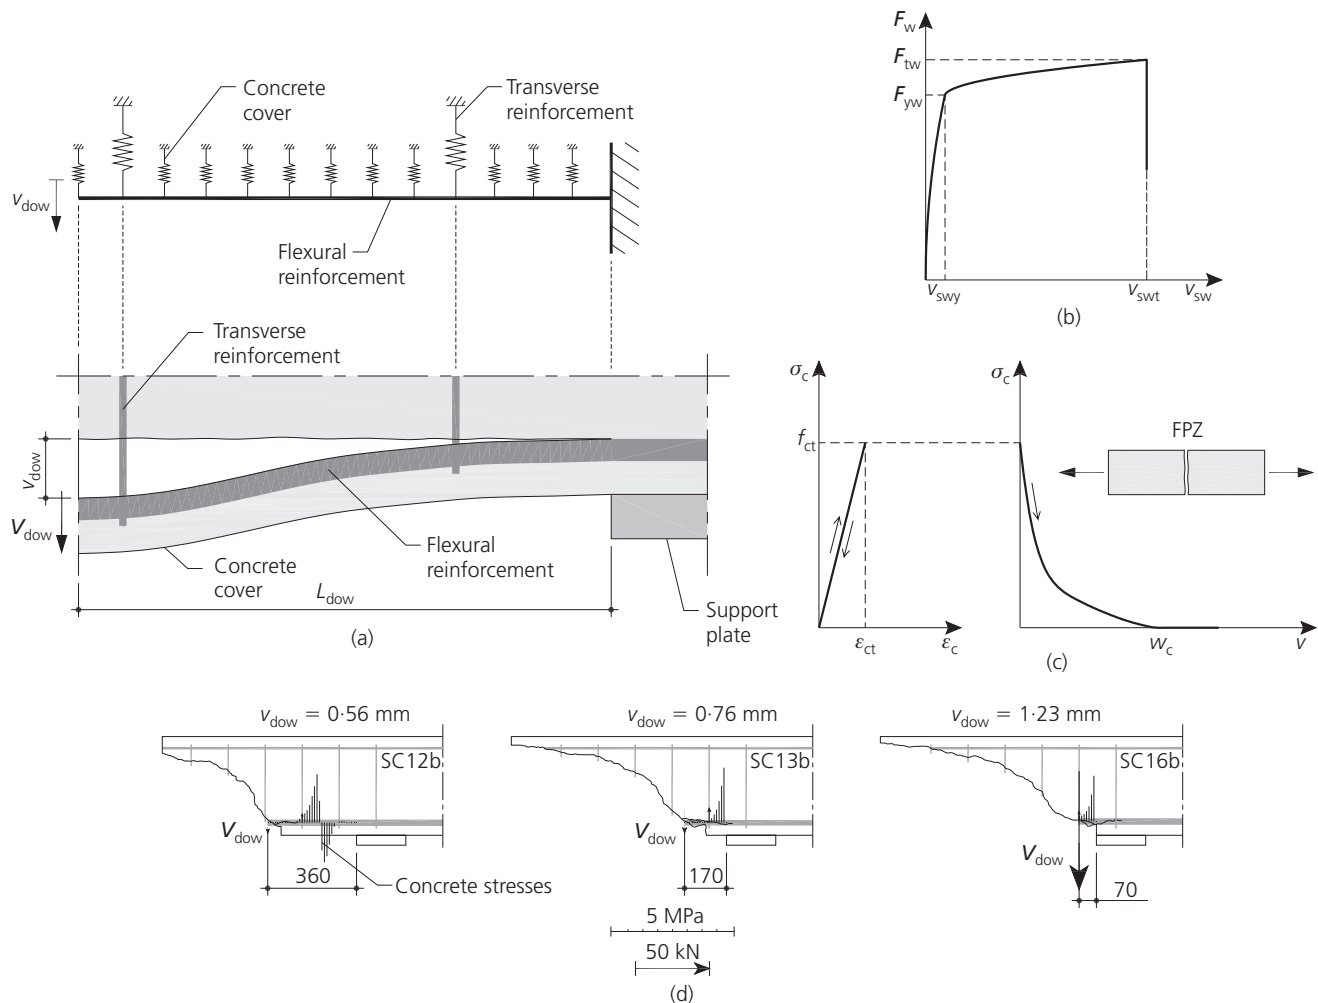 Concrete
cover
Transverse
reinforcement
v_dow
Flexural
reinforcement
Transverse
reinforcement
v_dow
V_dow
Concrete
cover
Flexural
reinforcement
L_dow
Support
plate
(a)
F_w
F_tw
F_yw
v_swy
v_swt
v_sw
(b)
σ_c
f_ct
ε_ct
ε_c
σ_c
FPZ
w_c
v
(c)
v_dow = 0·56 mm
SC12b
V_dow
360
Concrete stresses
v_dow = 0·76 mm
SC13b
V_dow
170
5 MPa
50 kN
v_dow = 1·23 mm
SC16b
V_dow
70
(d)